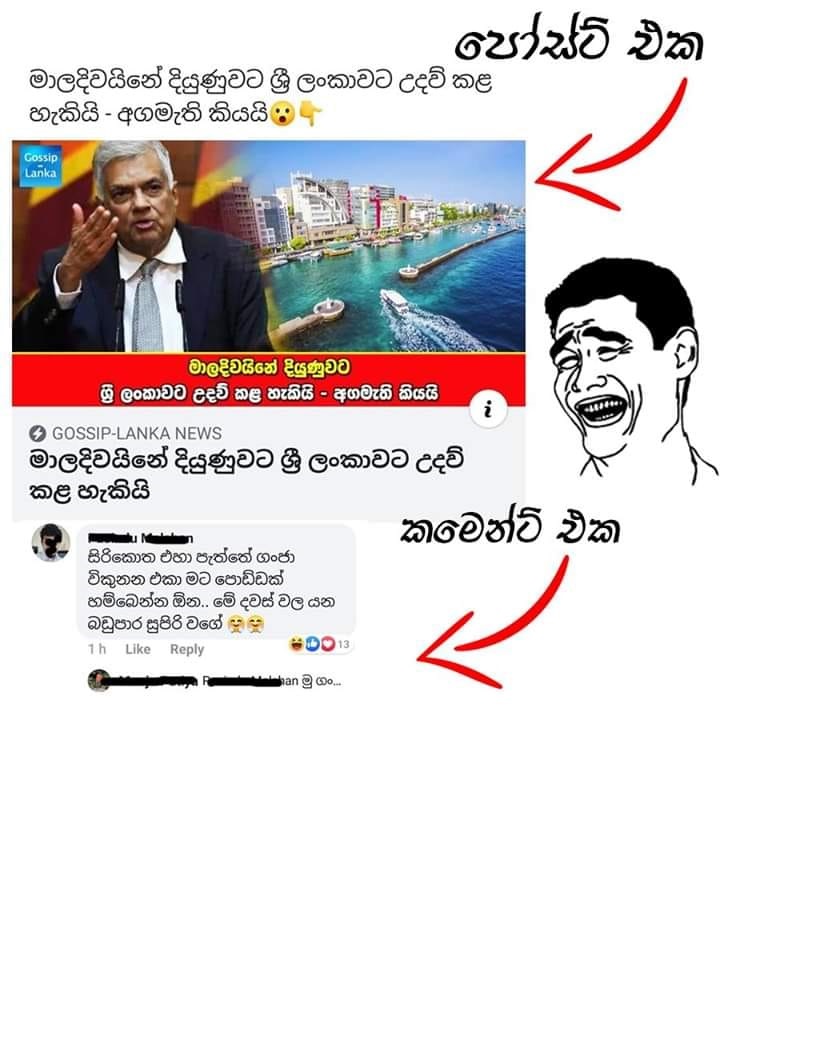 පෝස්ට් එක
මාලදිවයිනේ දියුණුවට ශ්‍රී ලංකාවට උදව් කළ
හැකියි - අගමැති කියයි😮👇
Gossip
Lanka
මාලදිවයිනේ දියුණුවට
ශ්‍රී ලංකාවට උදව් කළ හැකියි - අගමැති කියයි
i
GOSSIP-LANKA NEWS
මාලදිවයිනේ දියුණුවට ශ්‍රී ලංකාවට උදව්
කළ හැකියි
කමෙන්ට් එක
සිරිකොත එහා පැත්තේ ගංජා
විකුනන එකා මට පොඩ්ඩක්
හම්බෙන්න ඕන.. මේ දවස් වල යන
බඩුපාර සුපිරි වගේ 🤗🤗
1 h Like Reply 13
මු ගං...